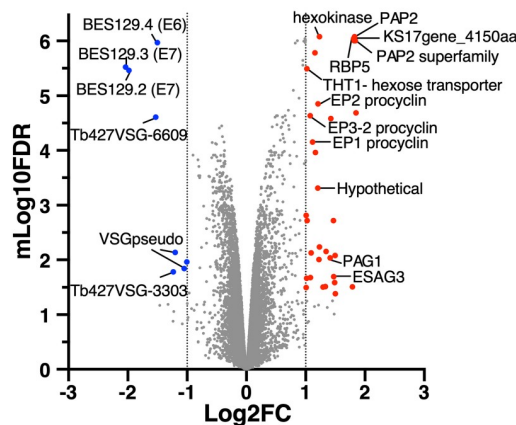 BES129.4 (E6)
BES129.3 (E7)
BES129.2 (E7)
Tb427VSG-6609
VSGpseudo
Tb427VSG-3303
hexokinase
PAP2
KS17gene_4150aa
PAP2 superfamily
RBP5
THT1- hexose transporter
EP2 procyclin
EP3-2 procyclin
EP1 procyclin
Hypothetical
PAG1
ESAG3
mLog10FDR
6
5
4
3
2
1
0
-3
-2
-1
0
1
2
3
Log2FC